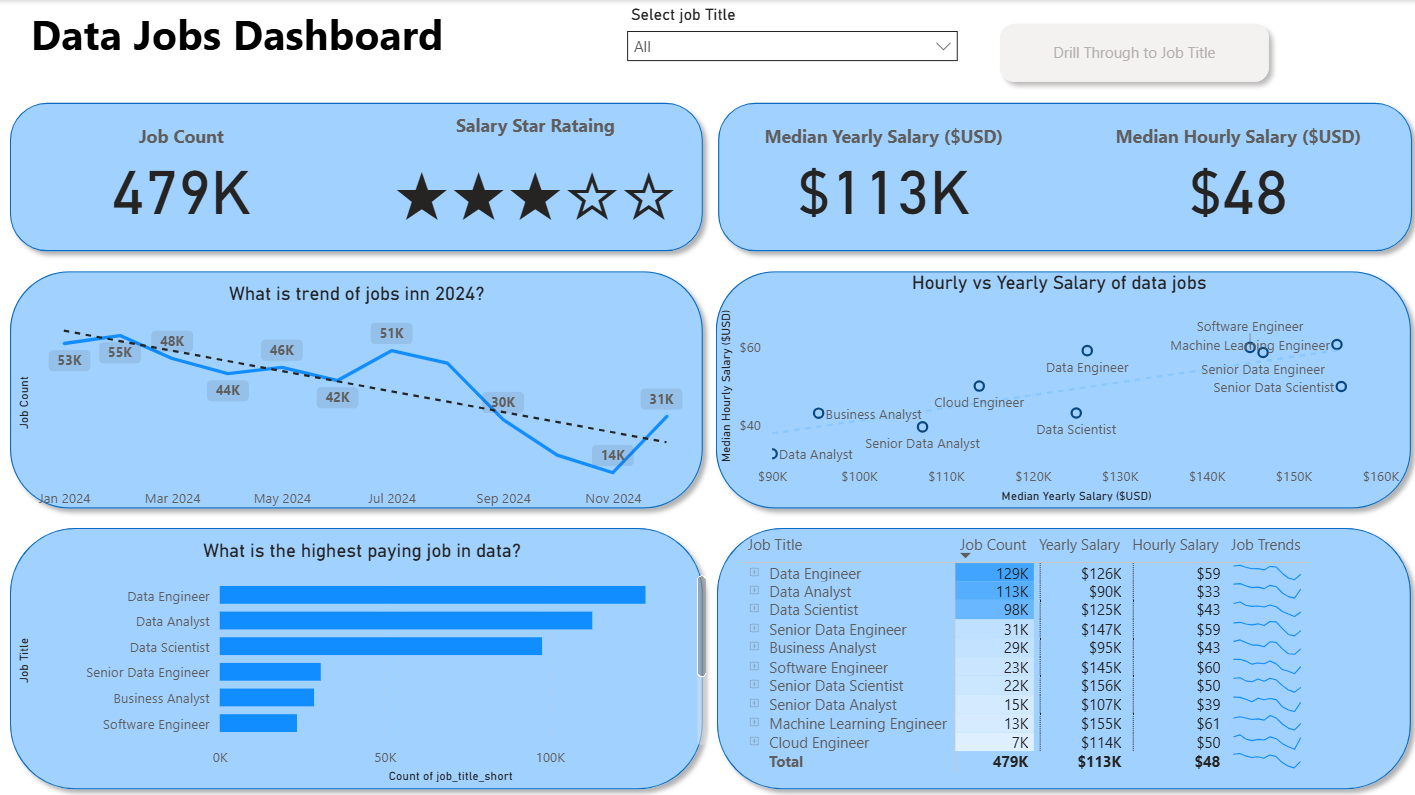 Data Jobs Dashboard
Select job Title
All
Drill Through to Job Title
Job Count
479K
Salary Star Rataing
★★★☆☆
Median Yearly Salary ($USD)
$113K
Median Hourly Salary ($USD)
$48
What is trend of jobs inn 2024?
Job Count
53K
55K
48K
44K
46K
42K
51K
30K
14K
31K
Jan 2024
Mar 2024
May 2024
Jul 2024
Sep 2024
Nov 2024
Hourly vs Yearly Salary of data jobs
Median Hourly Salary ($USD)
$60
$40
Software Engineer
Machine Learning Engineer
Data Engineer
Senior Data Engineer
Senior Data Scientist
Cloud Engineer
Business Analyst
Data Scientist
Senior Data Analyst
Data Analyst
$90K
$100K
$110K
$120K
$130K
$140K
$150K
$160K
Median Yearly Salary ($USD)
What is the highest paying job in data?
Job Title
Data Engineer
Data Analyst
Data Scientist
Senior Data Engineer
Business Analyst
Software Engineer
0K
50K
100K
Count of job_title_short
Job Title Job Count Yearly Salary Hourly Salary Job Trends
Data Engineer 129K $126K $59
Data Analyst 113K $90K $33
Data Scientist 98K $125K $43
Senior Data Engineer 31K $147K $59
Business Analyst 29K $95K $43
Software Engineer 23K $145K $60
Senior Data Scientist 22K $156K $50
Senior Data Analyst 15K $107K $39
Machine Learning Engineer 13K $155K $61
Cloud Engineer 7K $114K $50
Total 479K $113K $48